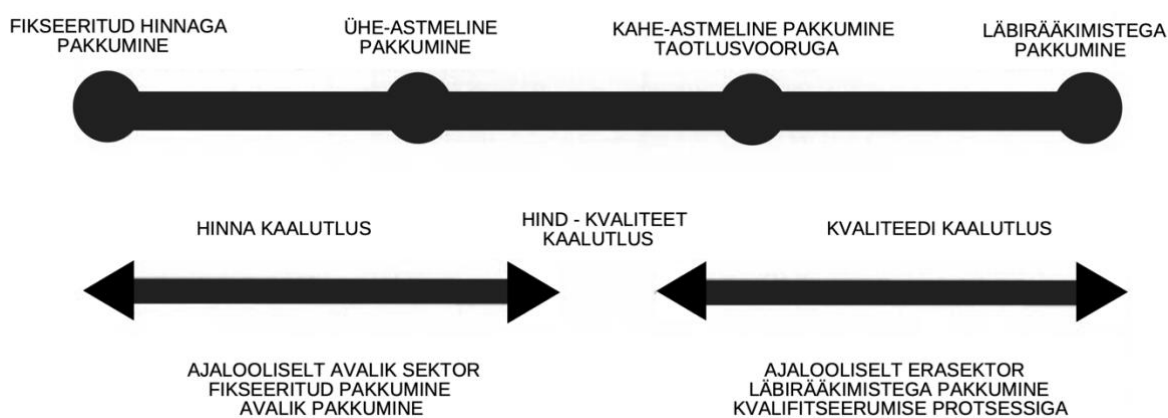 FIKSEERITUD HINNAGA
PAKKUMINE
ÜHE-ASTMELINE
PAKKUMINE
KAHE-ASTMELINE PAKKUMINE
TAOTLUSVOORUGA
LÄBIRÄÄKIMISTEGA
PAKKUMINE
HINNA KAALUTLUS
HIND - KVALITEET
KAALUTLUS
KVALITEEDI KAALUTLUS
AJALOOLISELT AVALIK SEKTOR
FIKSEERITUD PAKKUMINE
AVALIK PAKKUMINE
AJALOOLISELT ERASEKTOR
LÄBIRÄÄKIMISTEGA PAKKUMINE
KVALIFITSEERUMISE PROTSESSIGA